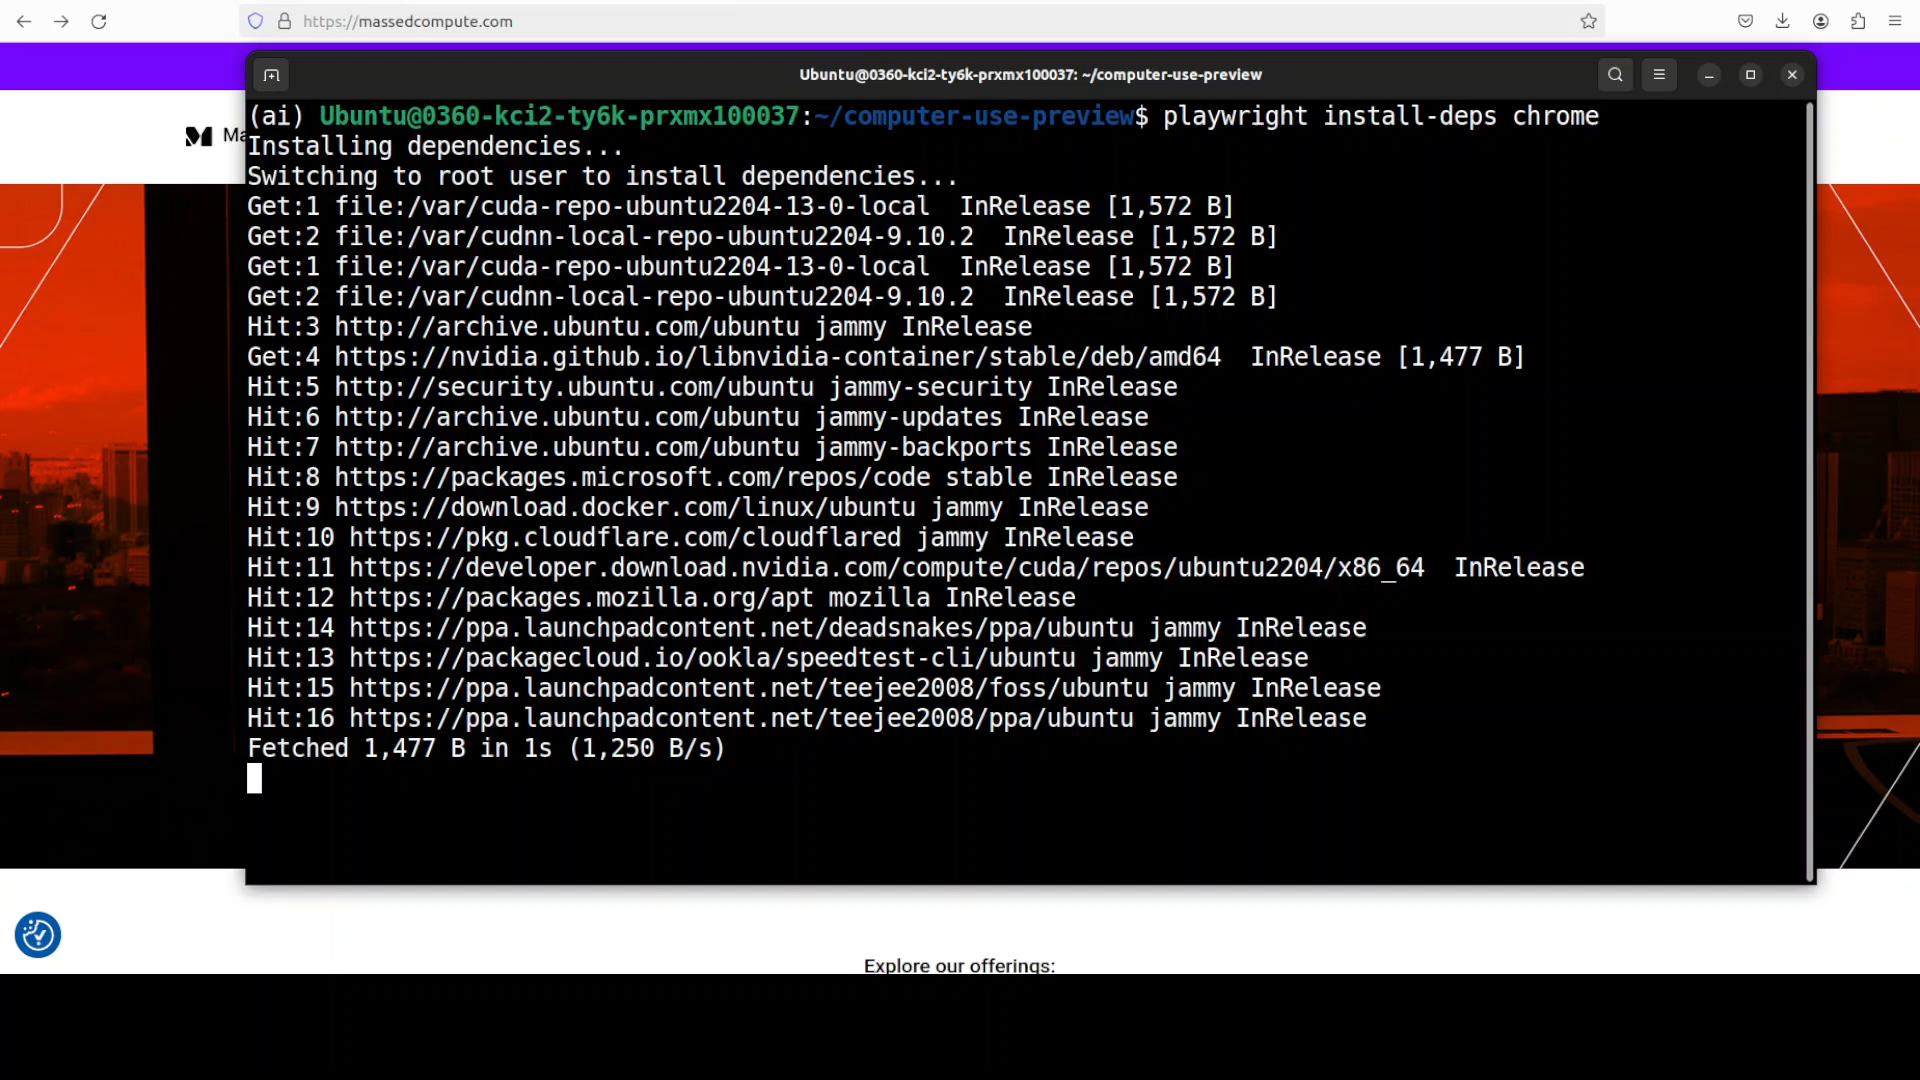 https://massedcompute.com
Ubuntu@0360-kci2-ty6k-prxmx100037: ~/computer-use-preview
Ma
(ai) Ubuntu@0360-kci2-ty6k-prxmx100037:~/computer-use-preview$ playwright install-deps chrome
Installing dependencies...
Switching to root user to install dependencies...
Get:1 file:/var/cuda-repo-ubuntu2204-13-0-local  InRelease [1,572 B]
Get:2 file:/var/cudnn-local-repo-ubuntu2204-9.10.2  InRelease [1,572 B]
Get:1 file:/var/cuda-repo-ubuntu2204-13-0-local  InRelease [1,572 B]
Get:2 file:/var/cudnn-local-repo-ubuntu2204-9.10.2  InRelease [1,572 B]
Hit:3 http://archive.ubuntu.com/ubuntu jammy InRelease
Get:4 https://nvidia.github.io/libnvidia-container/stable/deb/amd64  InRelease [1,477 B]
Hit:5 http://security.ubuntu.com/ubuntu jammy-security InRelease
Hit:6 http://archive.ubuntu.com/ubuntu jammy-updates InRelease
Hit:7 http://archive.ubuntu.com/ubuntu jammy-backports InRelease
Hit:8 https://packages.microsoft.com/repos/code stable InRelease
Hit:9 https://download.docker.com/linux/ubuntu jammy InRelease
Hit:10 https://pkg.cloudflare.com/cloudflared jammy InRelease
Hit:11 https://developer.download.nvidia.com/compute/cuda/repos/ubuntu2204/x86_64  InRelease
Hit:12 https://packages.mozilla.org/apt mozilla InRelease
Hit:14 https://ppa.launchpadcontent.net/deadsnakes/ppa/ubuntu jammy InRelease
Hit:13 https://packagecloud.io/ookla/speedtest-cli/ubuntu jammy InRelease
Hit:15 https://ppa.launchpadcontent.net/teejee2008/foss/ubuntu jammy InRelease
Hit:16 https://ppa.launchpadcontent.net/teejee2008/ppa/ubuntu jammy InRelease
Fetched 1,477 B in 1s (1,250 B/s)
Explore our offerings: